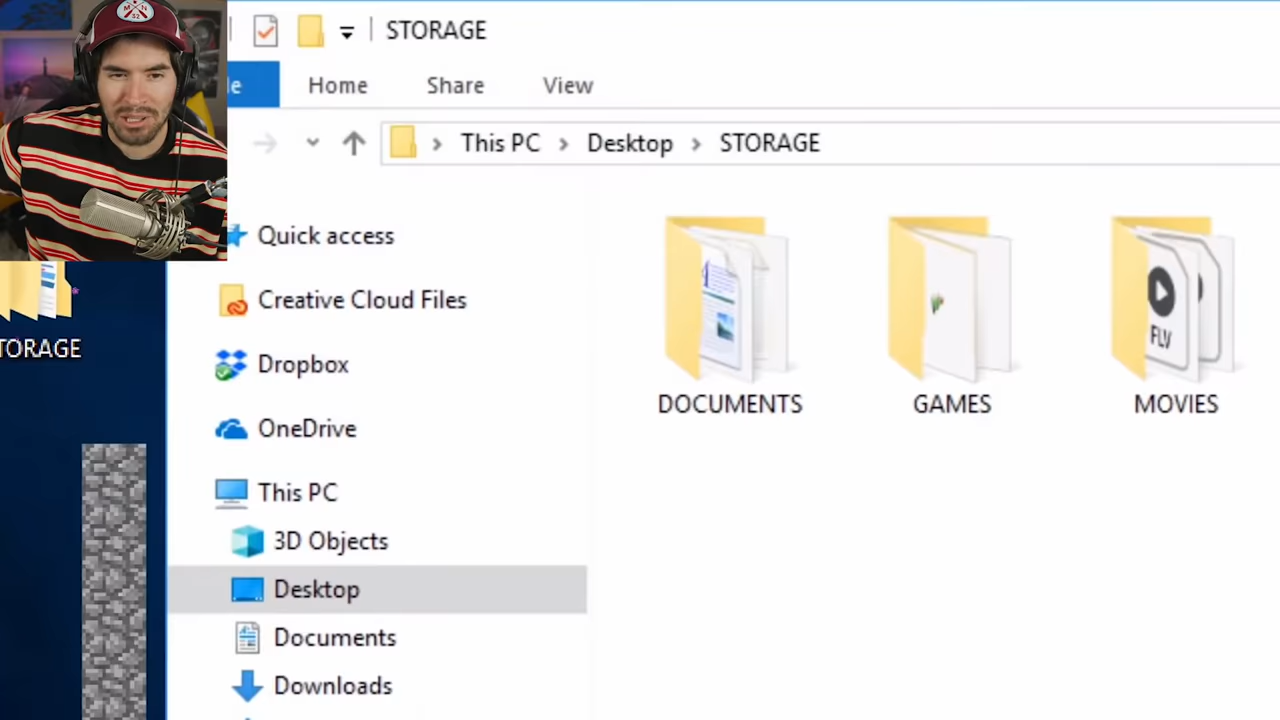 STORAGE
e
Home Share View
This PC Desktop STORAGE
Quick access
Creative Cloud Files
Dropbox
OneDrive
This PC
3D Objects
Desktop
Documents
Downloads
DOCUMENTS GAMES MOVIES
FLV
TORAGE